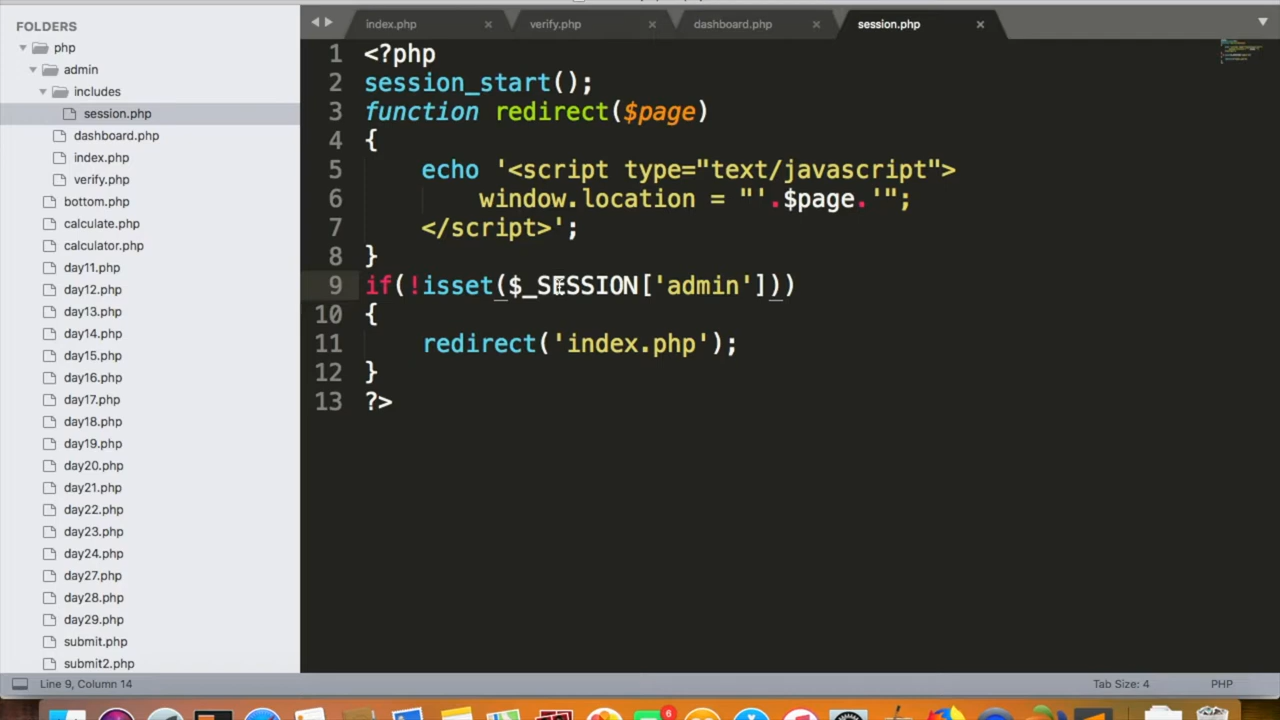 FOLDERS
php
admin
includes
session.php
dashboard.php
index.php
verify.php
bottom.php
calculate.php
calculator.php
day11.php
day12.php
day13.php
day14.php
day15.php
day16.php
day17.php
day18.php
day19.php
day20.php
day21.php
day22.php
day23.php
day24.php
day27.php
day28.php
day29.php
submit.php
submit2.php
index.php verify.php dashboard.php session.php
1 <?php
2 session_start();
3 function redirect($page)
4 {
5     echo '<script type="text/javascript">
6         window.location = "'.$page.'";
7     </script>';
8 }
9 if(!isset($_SESSION['admin']))
10 {
11     redirect('index.php');
12 }
13 ?>
Line 9, Column 14 Tab Size: 4 PHP
6